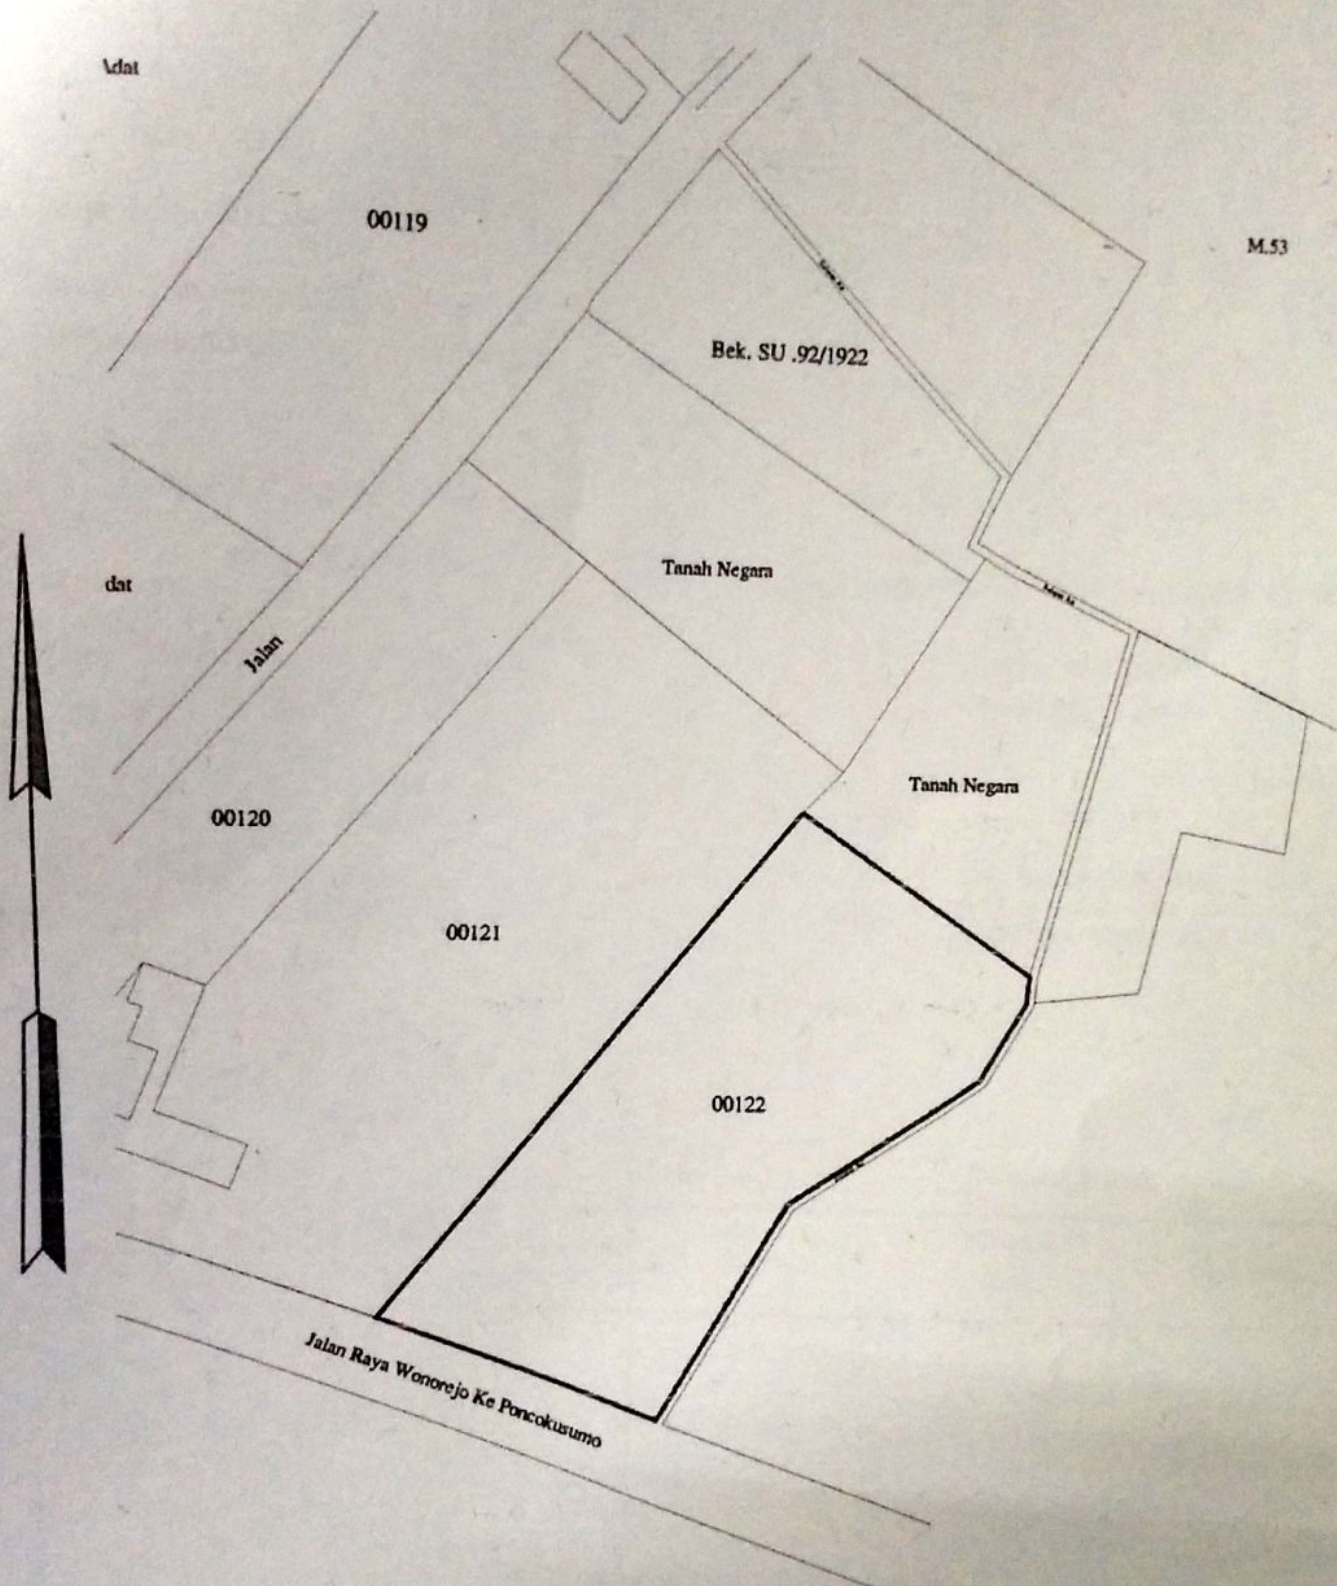 00119
M.53
Bek. SU .92/1922
Tanah Negara
dat
Jalan
Tanah Negara
00120
00121
00122
Jalan Raya Wonorejo Ke Poncokusumo